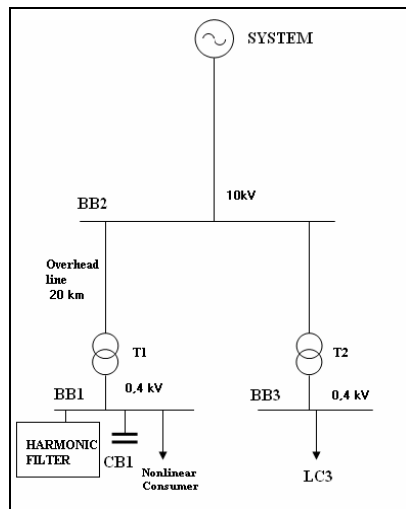 SYSTEM
10kV
BB2
Overhead
line
20 km
T1
T2
BB1
0,4 kV
BB3
0,4 kV
HARMONIC
FILTER
CB1
Nonlinear
Consumer
LC3